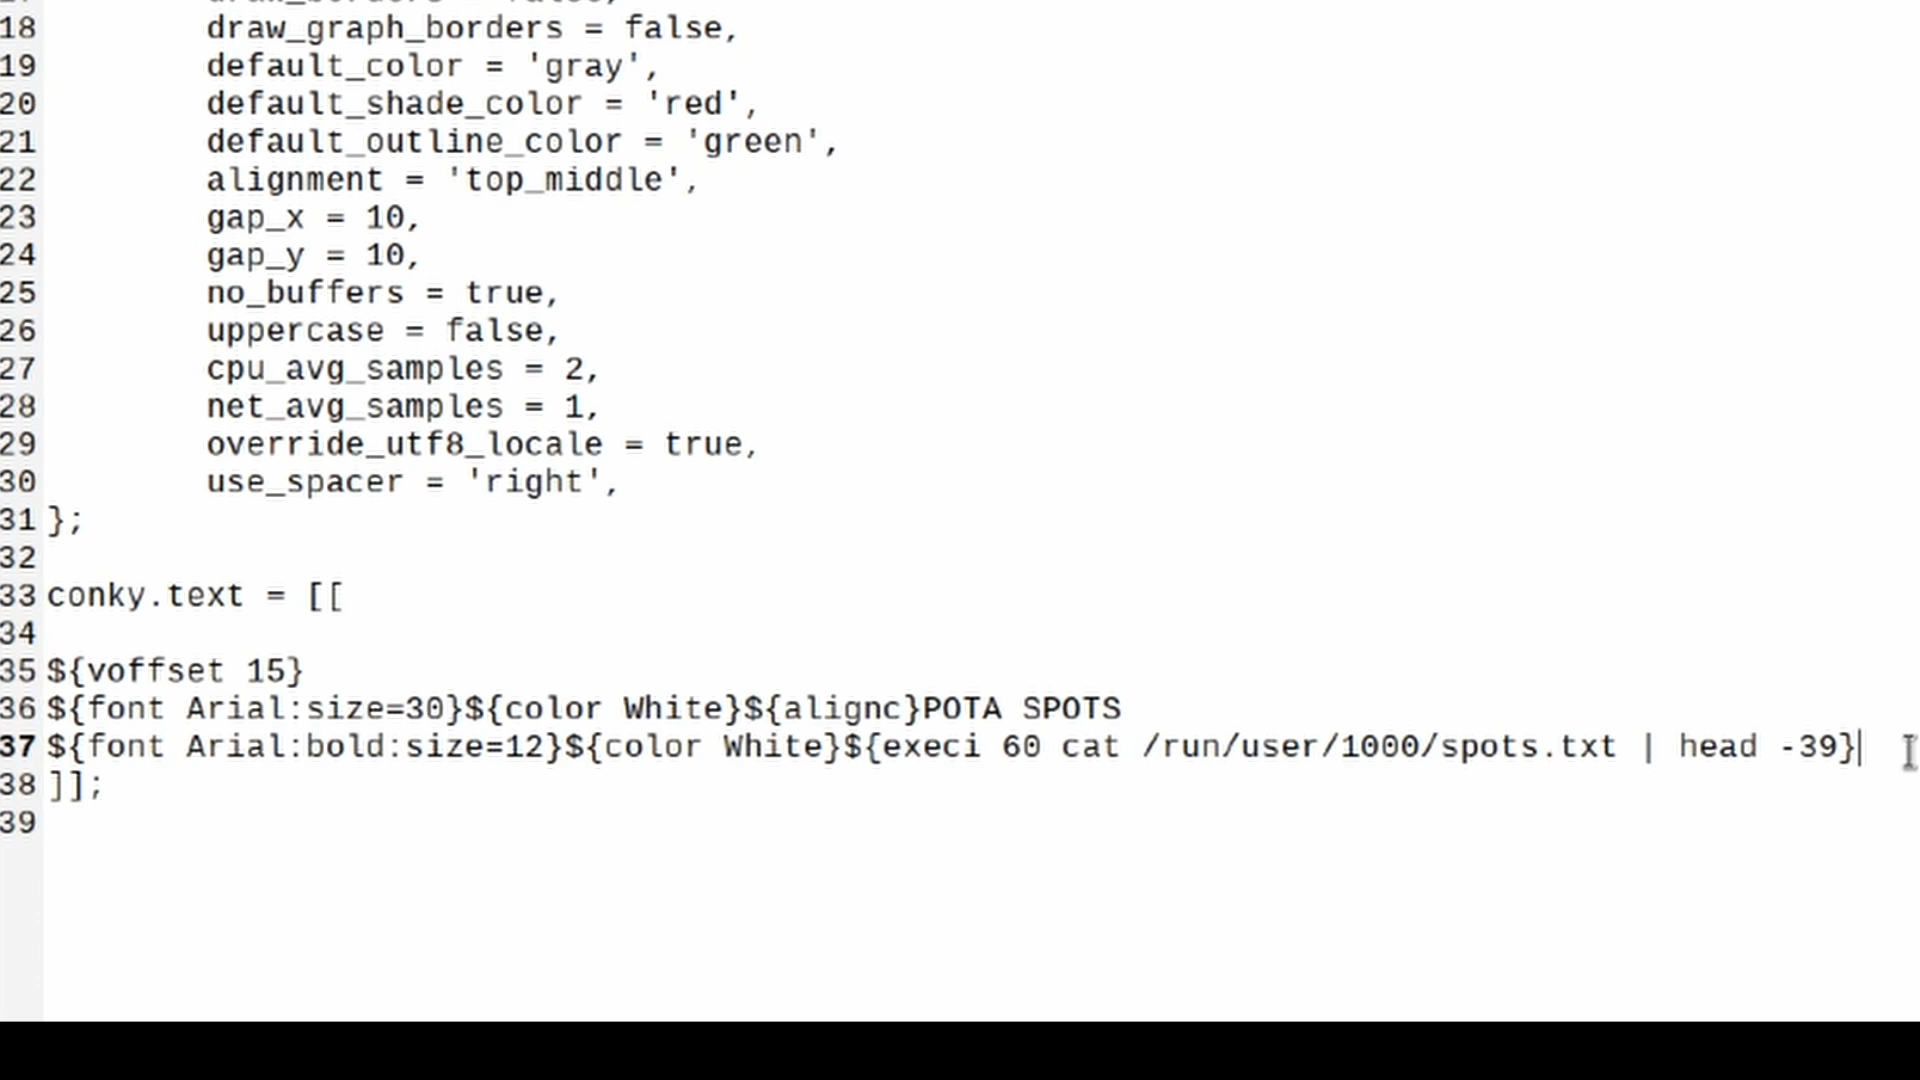 18 draw_graph_borders = false,
19 default_color = 'gray',
20 default_shade_color = 'red',
21 default_outline_color = 'green',
22 alignment = 'top_middle',
23 gap_x = 10,
24 gap_y = 10,
25 no_buffers = true,
26 uppercase = false,
27 cpu_avg_samples = 2,
28 net_avg_samples = 1,
29 override_utf8_locale = true,
30 use_spacer = 'right',
31 };
32
33 conky.text = [[
34
35 ${voffset 15}
36 ${font Arial:size=30}${color White}${alignc}POTA SPOTS
37 ${font Arial:bold:size=12}${color White}${execi 60 cat /run/user/1000/spots.txt | head -39}
38 ]];
39